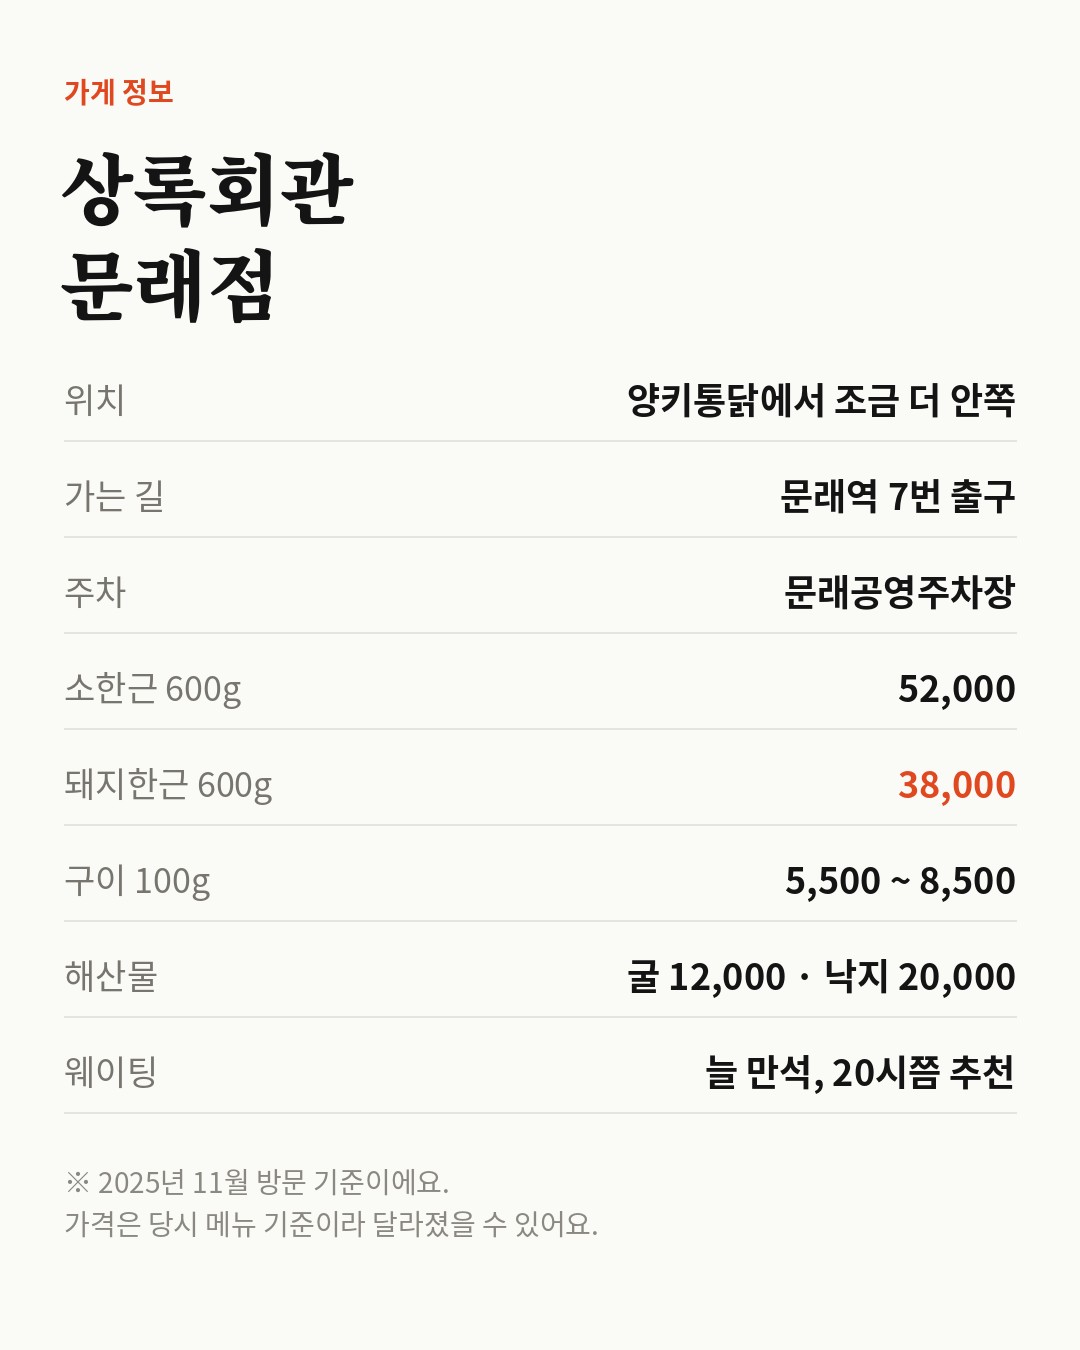 가게 정보
상록회관
문래점
위치 양키통닭에서 조금 더 안쪽
가는 길 문래역 7번 출구
주차 문래공영주차장
소한근 600g 52,000
돼지한근 600g 38,000
구이 100g 5,500 ~ 8,500
해산물 굴 12,000 · 낙지 20,000
웨이팅 늘 만석, 20시쯤 추천
※ 2025년 11월 방문 기준이에요.
가격은 당시 메뉴 기준이라 달라졌을 수 있어요.